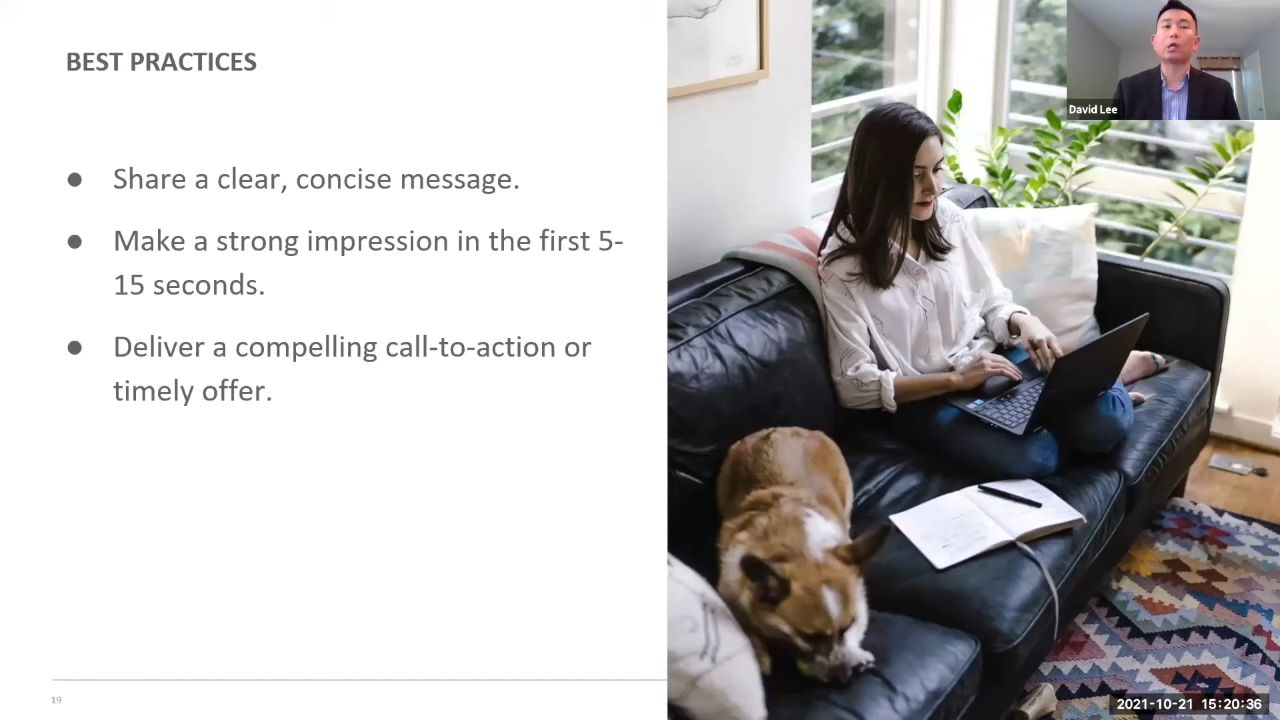 BEST PRACTICES
David Lee
● Share a clear, concise message.
● Make a strong impression in the first 5-
15 seconds.
● Deliver a compelling call-to-action or
timely offer.
19
2021-10-21 15:20:36